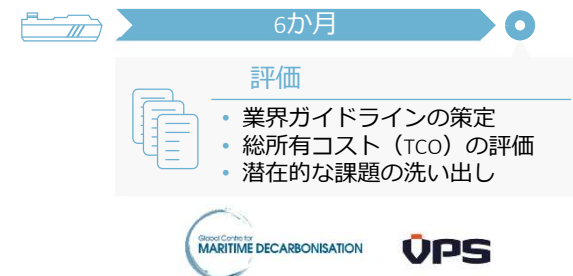 6か月
評価
• 業界ガイドラインの策定
• 総所有コスト（TCO）の評価
• 潜在的な課題の洗い出し
Global Centre for
MARITIME DECARBONISATION
VPS